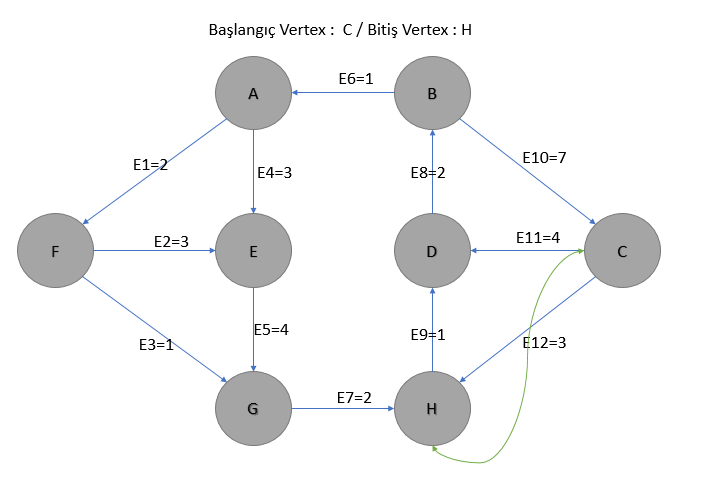 Başlangıç Vertex :  C / Bitiş Vertex : H
E6=1
A
B
E1=2
E4=3
E8=2
E10=7
F
E2=3
E
D
E11=4
C
E3=1
E5=4
E9=1
E12=3
G
E7=2
H